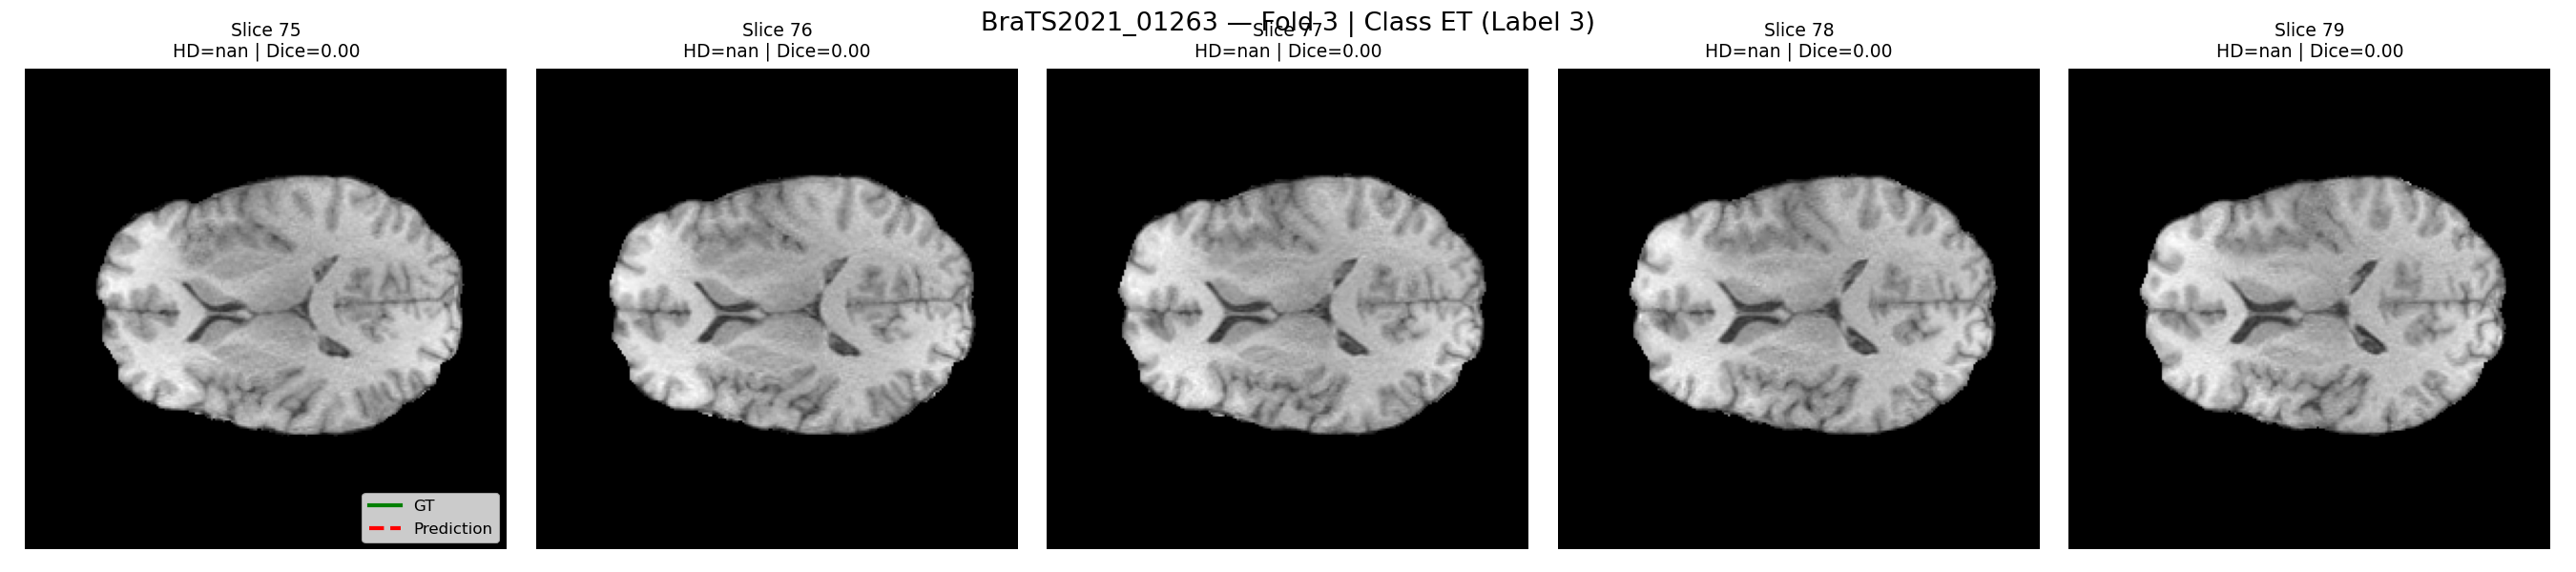 BraTS2021_01263 — Fold 3 | Class ET (Label 3)
Slice 75
HD=nan | Dice=0.00
Slice 76
HD=nan | Dice=0.00
Slice 77
HD=nan | Dice=0.00
Slice 78
HD=nan | Dice=0.00
Slice 79
HD=nan | Dice=0.00
GT
Prediction